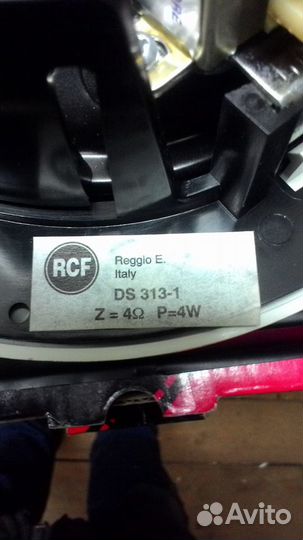 RCF
Reggio E.
Italy
DS 313-1
Z = 4Ω P=4W
Avito